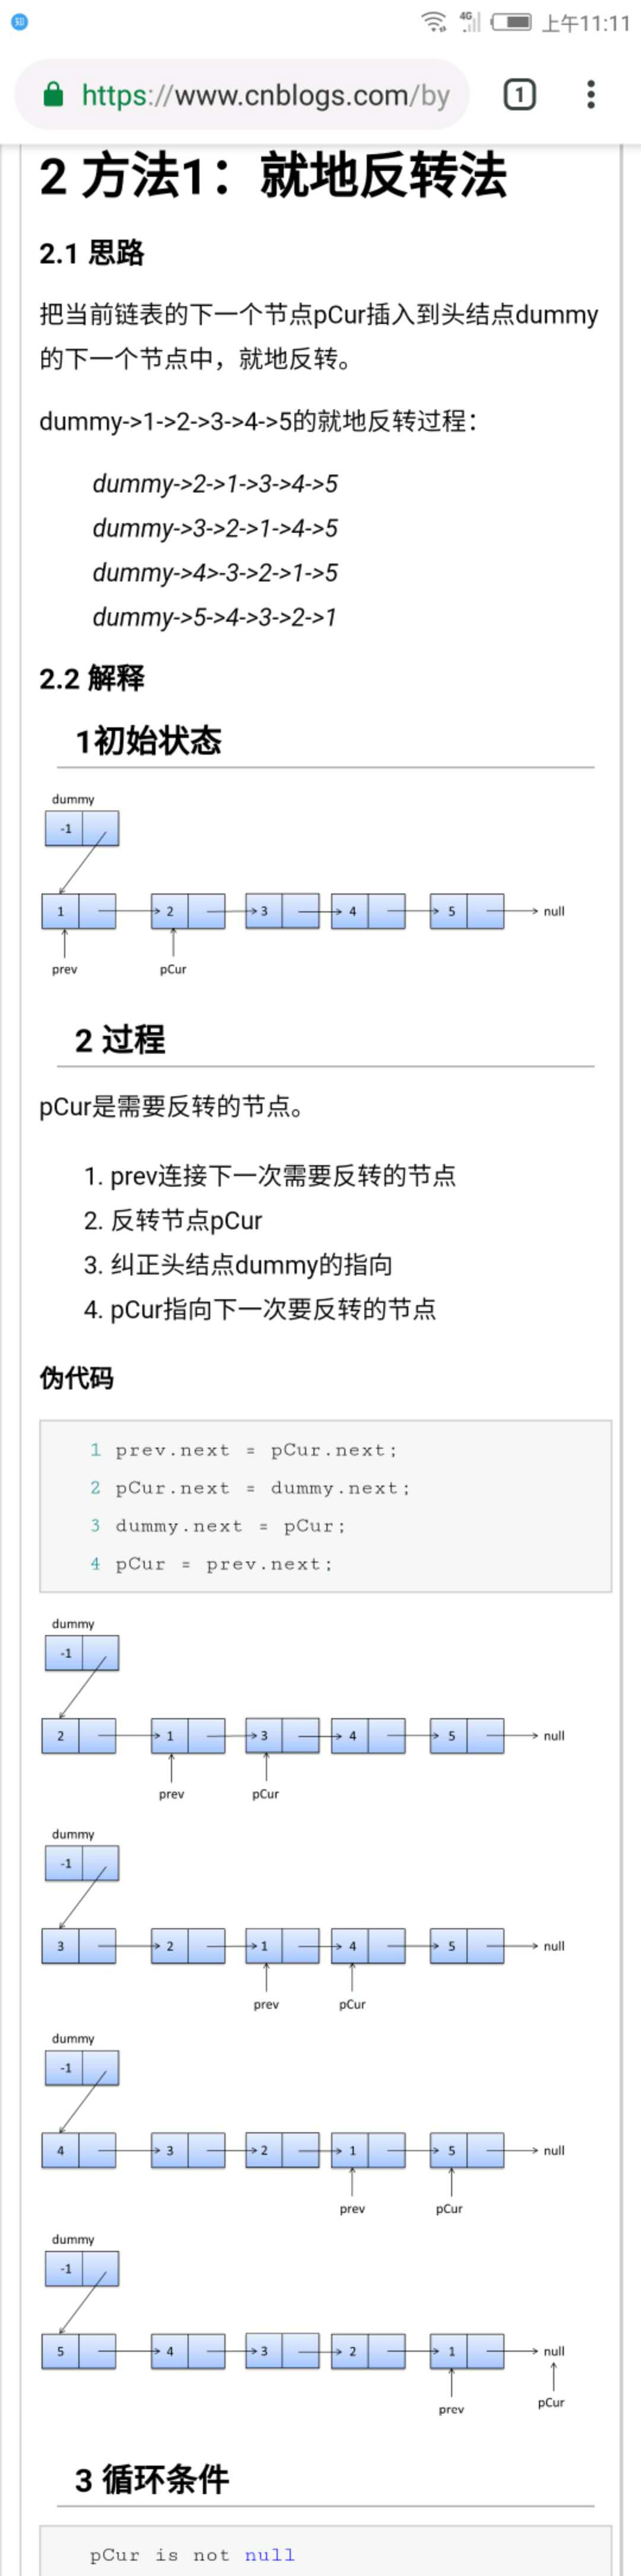 知
4G
上午11:11
https://www.cnblogs.com/by
1
2 方法1：就地反转法
2.1 思路
把当前链表的下一个节点pCur插入到头结点dummy
的下一个节点中，就地反转。
dummy->1->2->3->4->5的就地反转过程：
dummy->2->1->3->4->5
dummy->3->2->1->4->5
dummy->4>-3->2->1->5
dummy->5->4->3->2->1
2.2 解释
1初始状态
dummy
-1
1 2 3 4 5 null
prev pCur
2 过程
pCur是需要反转的节点。
1. prev连接下一次需要反转的节点
2. 反转节点pCur
3. 纠正头结点dummy的指向
4. pCur指向下一次要反转的节点
伪代码
1 prev.next = pCur.next;
2 pCur.next = dummy.next;
3 dummy.next = pCur;
4 pCur = prev.next;
dummy
-1
2 1 3 4 5 null
prev pCur
dummy
-1
3 2 1 4 5 null
prev pCur
dummy
-1
4 3 2 1 5 null
prev pCur
dummy
-1
5 4 3 2 1 null
prev pCur
3 循环条件
pCur is not null